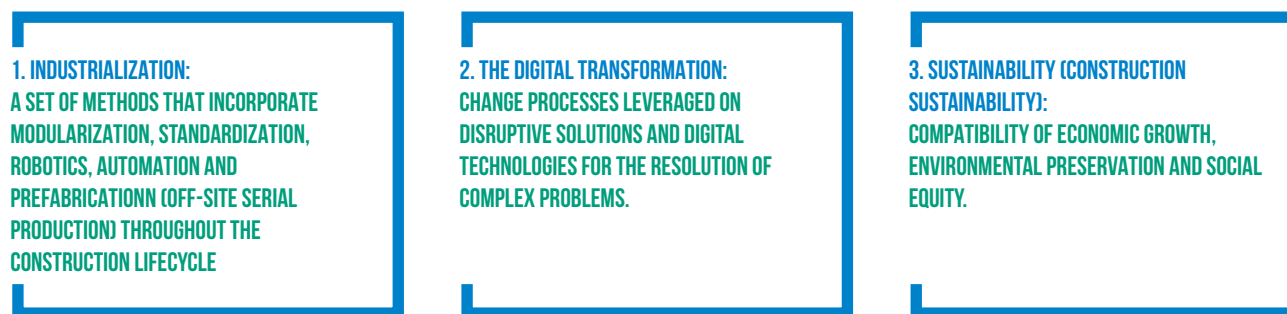 1. INDUSTRIALIZATION:
A SET OF METHODS THAT INCORPORATE
MODULARIZATION, STANDARDIZATION,
ROBOTICS, AUTOMATION AND
PREFABRICATIONN (OFF-SITE SERIAL
PRODUCTION) THROUGHOUT THE
CONSTRUCTION LIFECYCLE
2. THE DIGITAL TRANSFORMATION:
CHANGE PROCESSES LEVERAGED ON
DISRUPTIVE SOLUTIONS AND DIGITAL
TECHNOLOGIES FOR THE RESOLUTION OF
COMPLEX PROBLEMS.
3. SUSTAINABILITY (CONSTRUCTION
SUSTAINABILITY):
COMPATIBILITY OF ECONOMIC GROWTH,
ENVIRONMENTAL PRESERVATION AND SOCIAL
EQUITY.